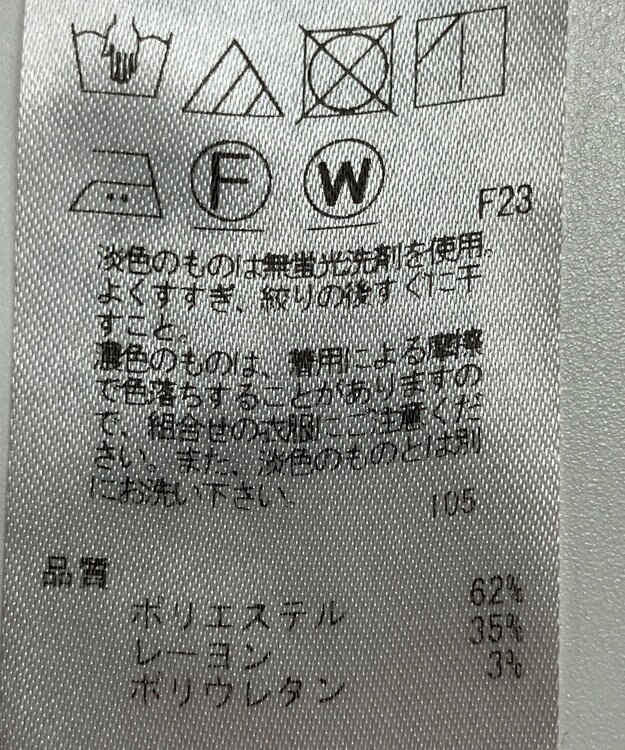 F W F23
淡色のものは無蛍光洗剤を使用。
よくすすぎ、絞りの後すぐに干
すこと。
濃色のものは、着用による摩擦
で色落ちすることがありますの
で、組合せの衣服にご注意くだ
さい。また、淡色のものとは別
にお洗い下さい。 105
品質
ポリエステル 62%
レーヨン 35%
ポリウレタン 3%